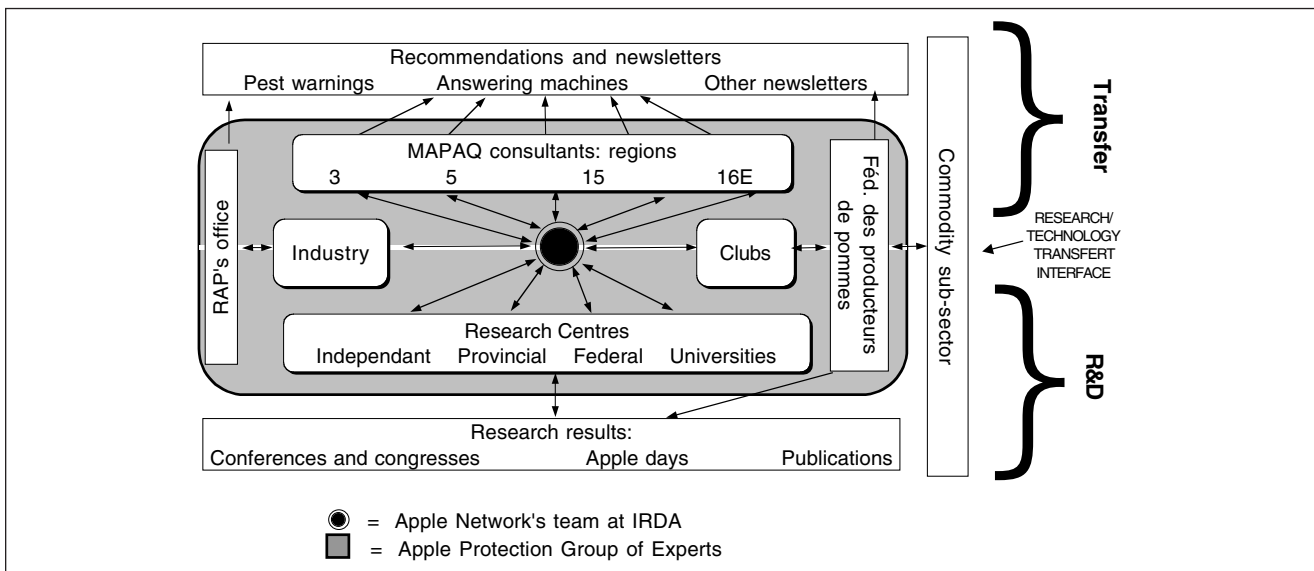 Recommendations and newsletters
Pest warnings Answering machines Other newsletters
MAPAQ consultants: regions
3 5 15 16E
RAP's office
Industry
Clubs
Féd. des producteurs
de pommes
Commodity sub-sector
Research Centres
Independant Provincial Federal Universities
Research results:
Conferences and congresses Apple days Publications
Transfer
RESEARCH/
TECHNOLOGY
TRANSFERT
INTERFACE
R&D
= Apple Network's team at IRDA
= Apple Protection Group of Experts